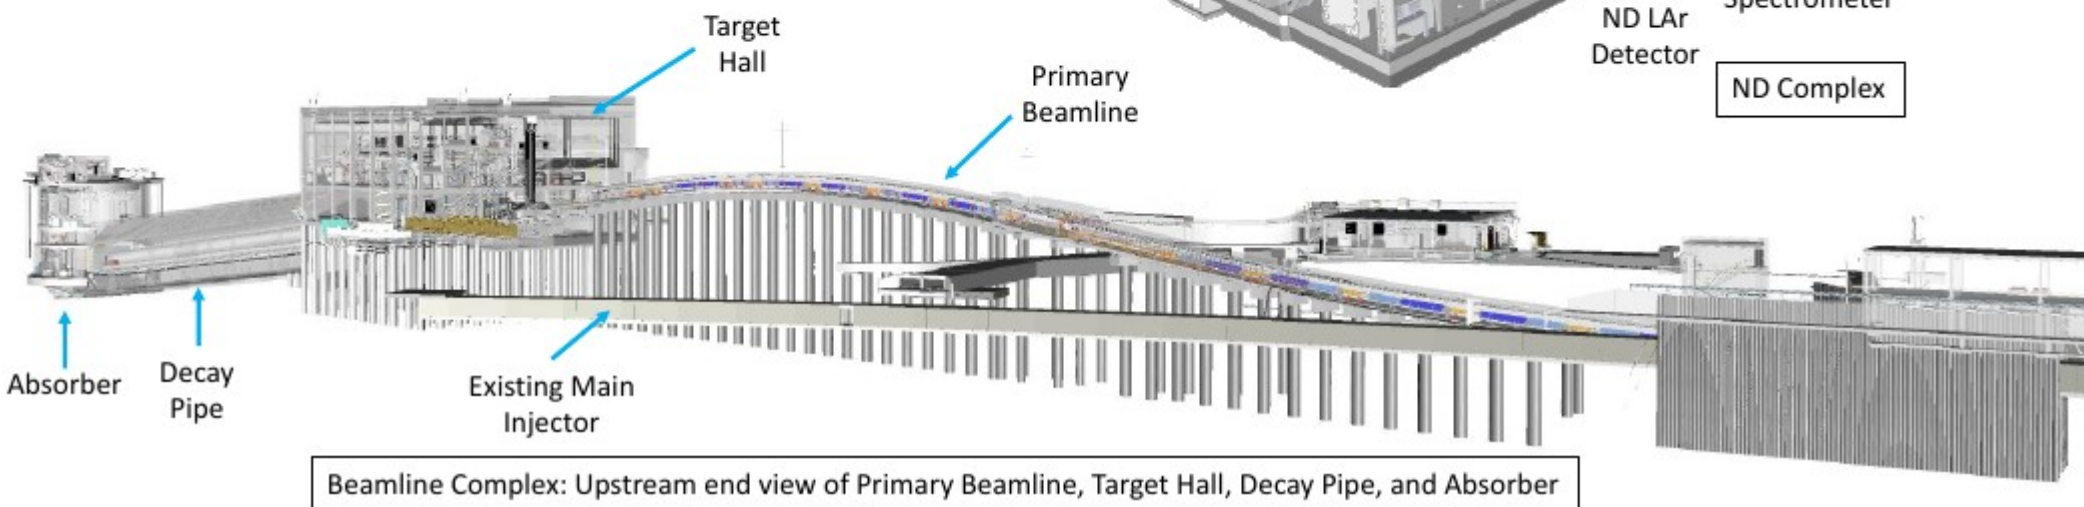 Target
Hall
Primary
Beamline
Spectrometer
ND LAr
Detector
ND Complex
Absorber
Decay
Pipe
Existing Main
Injector
Beamline Complex: Upstream end view of Primary Beamline, Target Hall, Decay Pipe, and Absorber